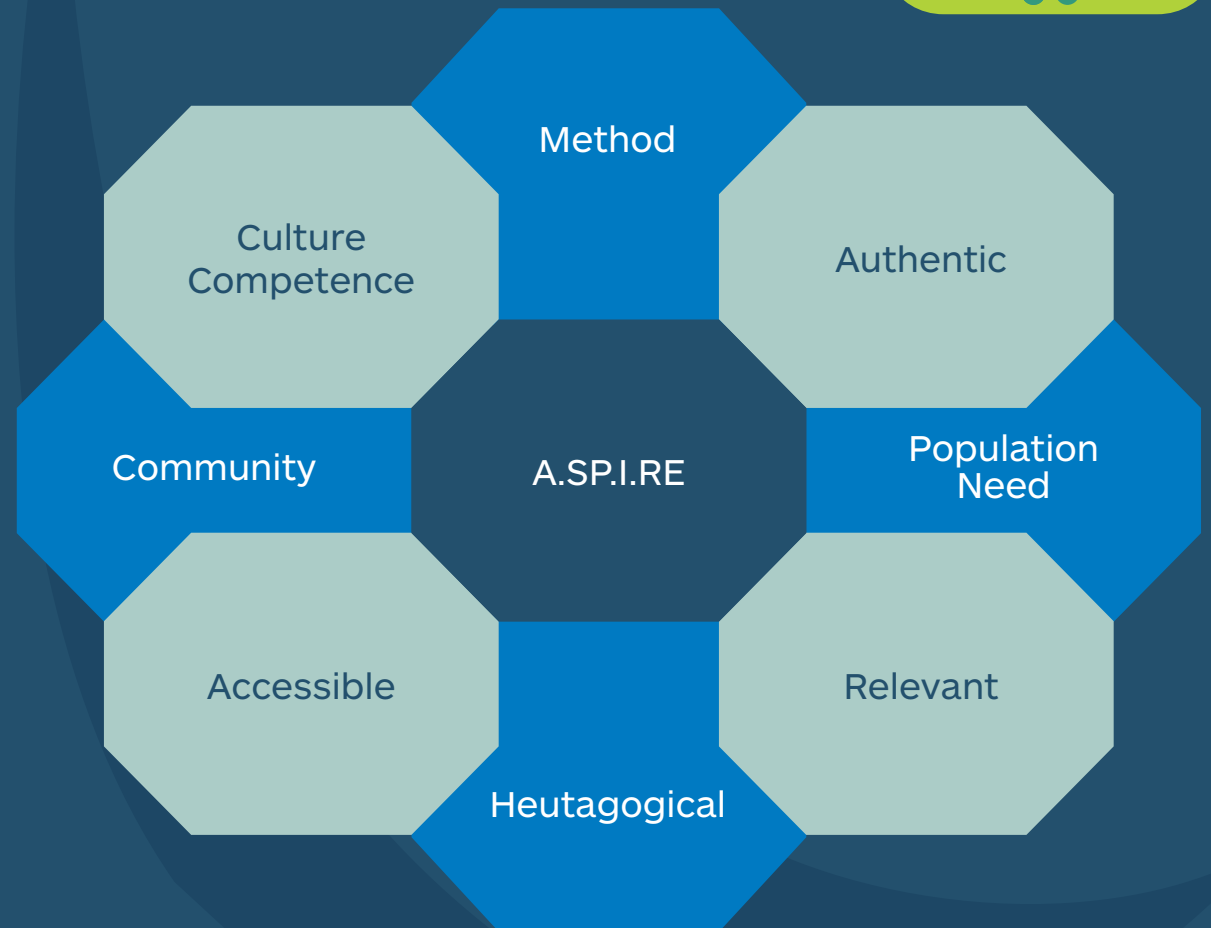 Method
Culture
Competence
Authentic
Community
A.SP.I.RE
Population
Need
Accessible
Relevant
Heutagogical